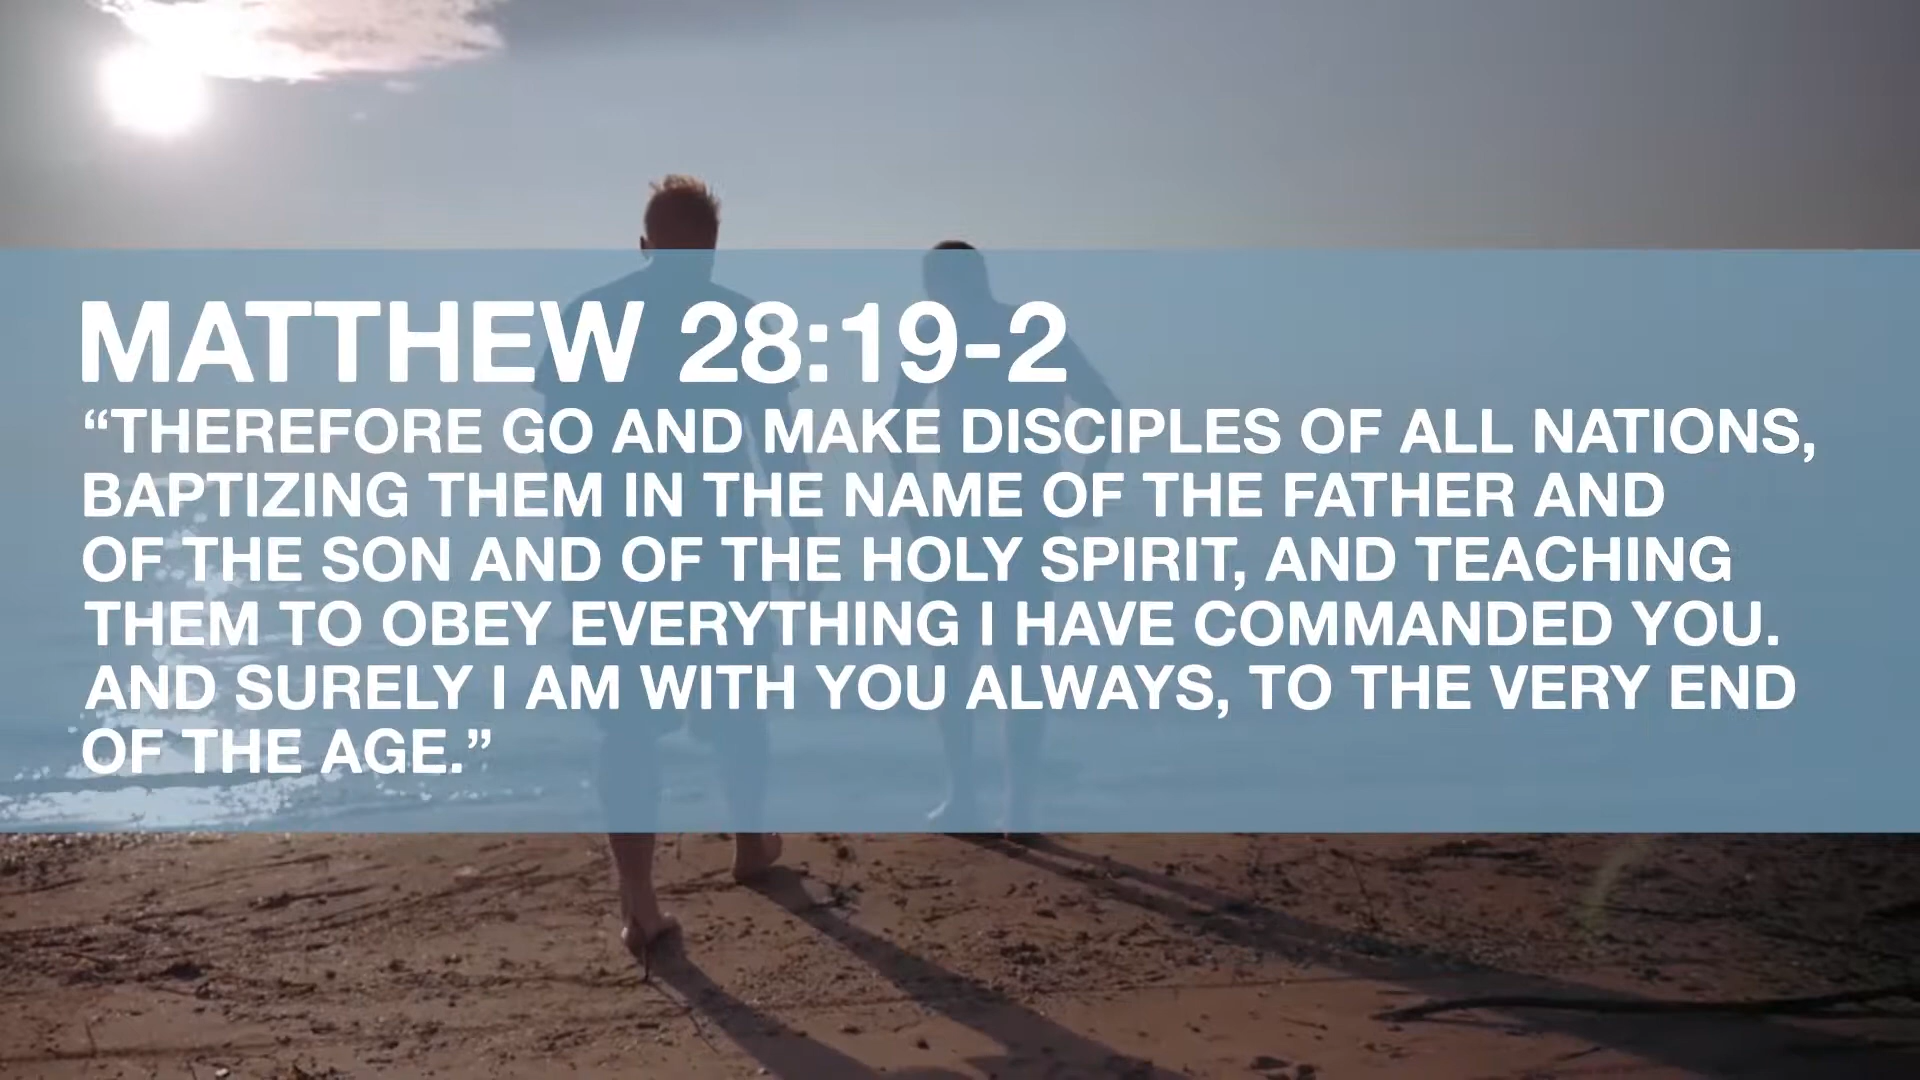 MATTHEW 28:19-2
“THEREFORE GO AND MAKE DISCIPLES OF ALL NATIONS,
BAPTIZING THEM IN THE NAME OF THE FATHER AND
OF THE SON AND OF THE HOLY SPIRIT, AND TEACHING
THEM TO OBEY EVERYTHING I HAVE COMMANDED YOU.
AND SURELY I AM WITH YOU ALWAYS, TO THE VERY END
OF THE AGE.”